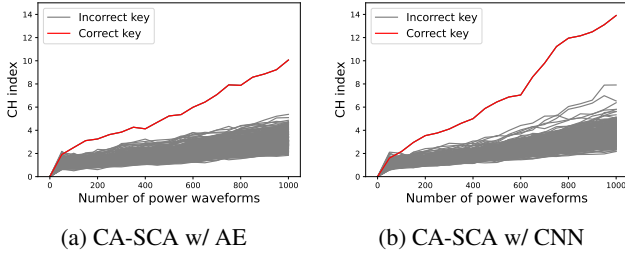 Incorrect key
Correct key
CH index
14
12
10
8
6
4
2
0
0 200 400 600 800 1000
Number of power waveforms
(a) CA-SCA w/ AE
Incorrect key
Correct key
CH index
14
12
10
8
6
4
2
0
0 200 400 600 800 1000
Number of power waveforms
(b) CA-SCA w/ CNN